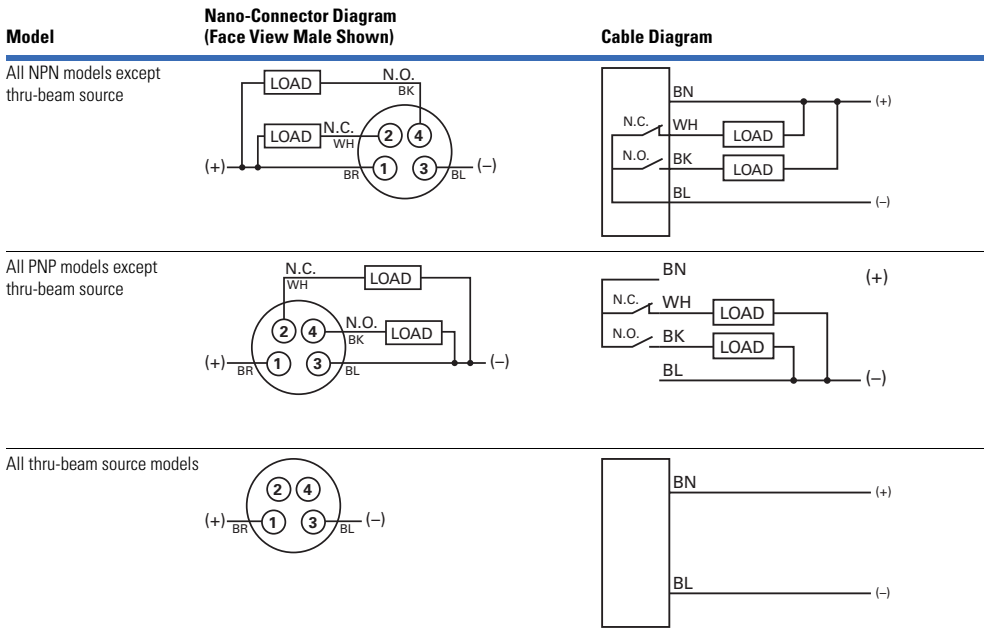 Model
Nano-Connector Diagram
(Face View Male Shown)
Cable Diagram
All NPN models except
thru-beam source
LOAD
N.O.
BK
LOAD
N.C.
WH
2
4
(+)
BR
1
3
BL
(–)
BN
(+)
N.C.
WH
LOAD
N.O.
BK
LOAD
BL
(–)
All PNP models except
thru-beam source
N.C.
WH
LOAD
2
4
N.O.
BK
LOAD
(+)
BR
1
3
BL
(–)
BN
(+)
N.C.
WH
LOAD
N.O.
BK
LOAD
BL
(–)
All thru-beam source models
2
4
(+)
BR
1
3
BL
(–)
BN
(+)
BL
(–)